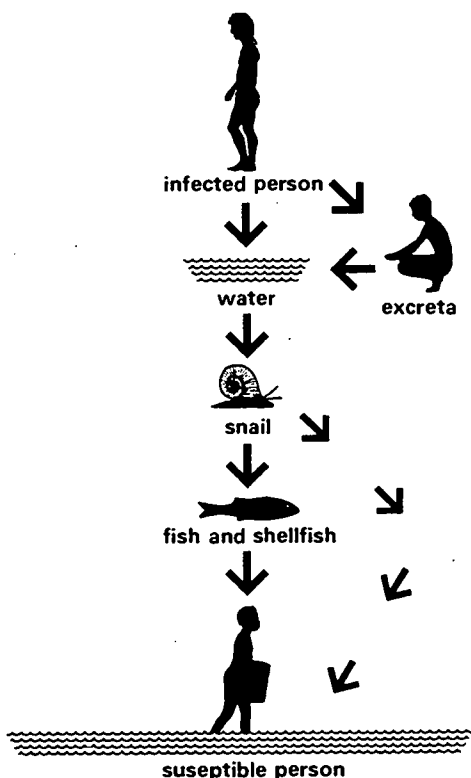 infected person
water
excreta
snail
fish and shellfish
suseptible person